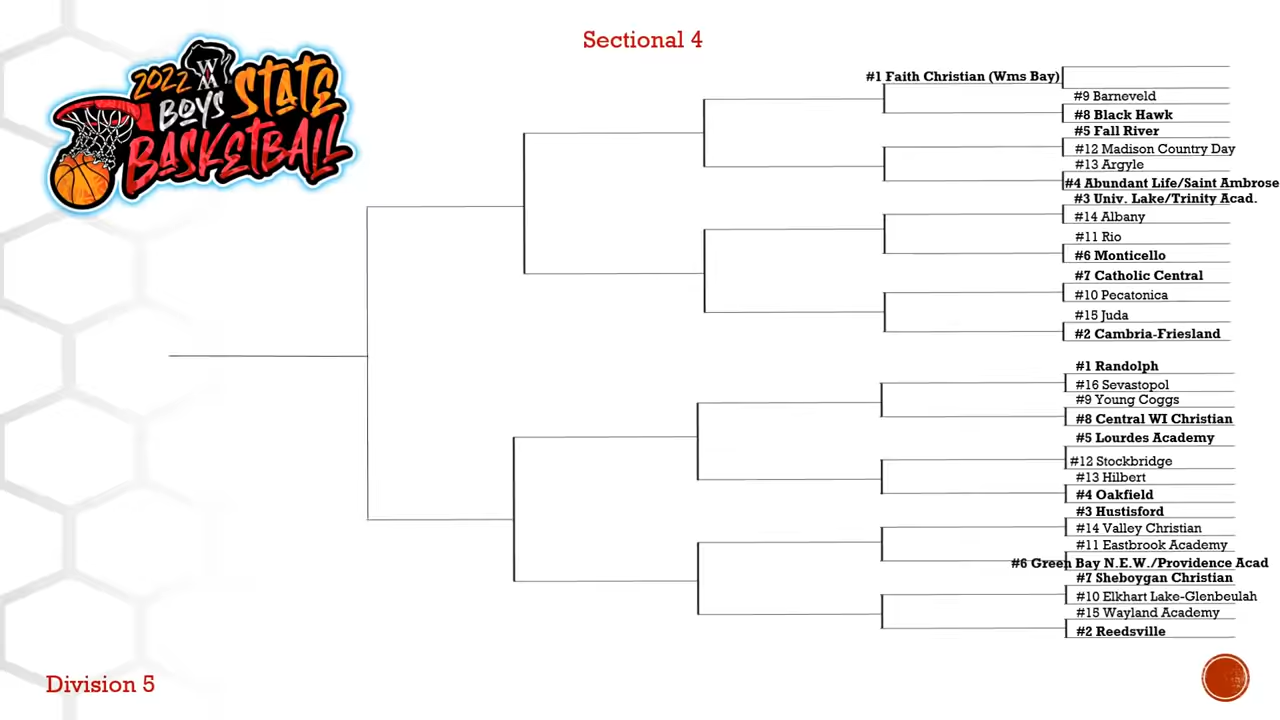 Sectional 4
2022 WIAA
BOYS STATE
BASKETBALL
#1 Faith Christian (Wms Bay)
#9 Barneveld
#8 Black Hawk
#5 Fall River
#12 Madison Country Day
#13 Argyle
#4 Abundant Life/Saint Ambrose
#3 Univ. Lake/Trinity Acad.
#14 Albany
#11 Rio
#6 Monticello
#7 Catholic Central
#10 Pecatonica
#15 Juda
#2 Cambria-Friesland
#1 Randolph
#16 Sevastopol
#9 Young Coggs
#8 Central WI Christian
#5 Lourdes Academy
#12 Stockbridge
#13 Hilbert
#4 Oakfield
#3 Hustisford
#14 Valley Christian
#11 Eastbrook Academy
#6 Green Bay N.E.W./Providence Acad
#7 Sheboygan Christian
#10 Elkhart Lake-Glenbeulah
#15 Wayland Academy
#2 Reedsville
Division 5